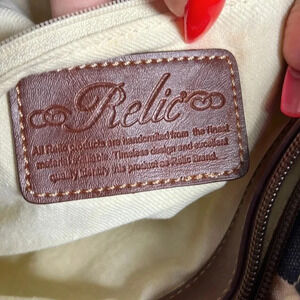 Relic
All Relic products are handcrafted from the finest
materials available. Timeless design and excellent
quality identify this product as Relic Brand.